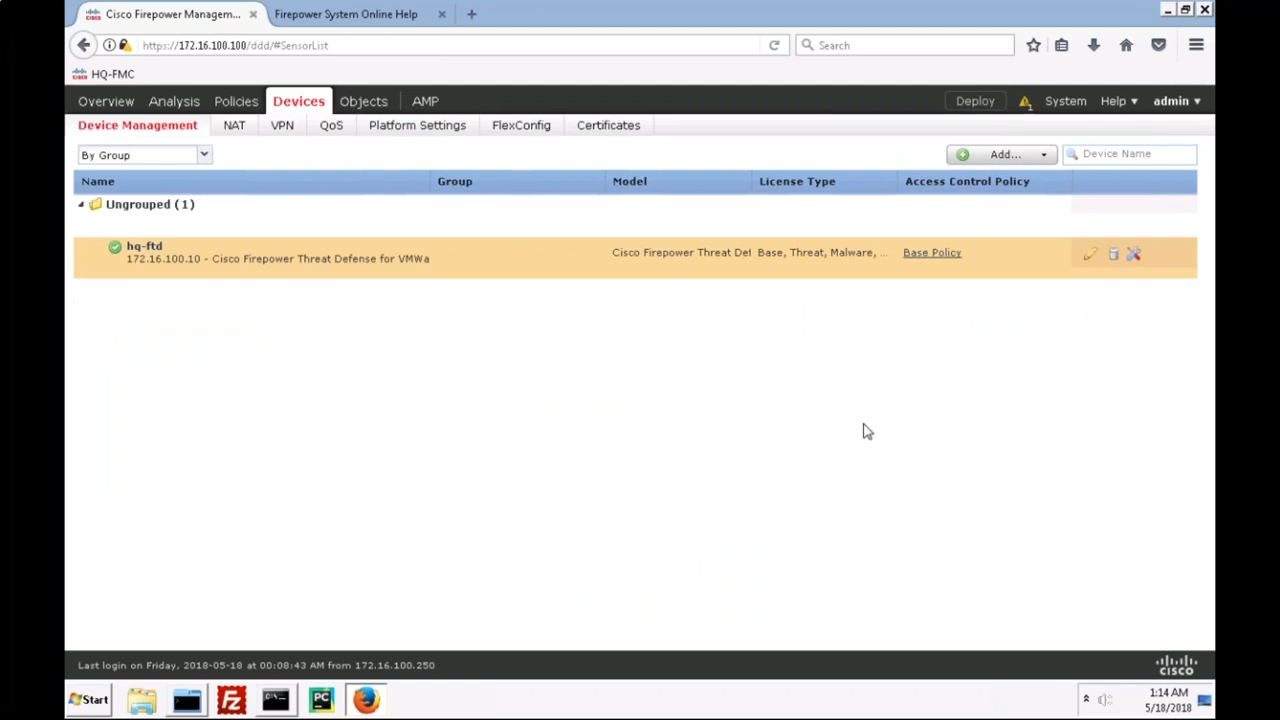 Cisco Firepower Managem...
Firepower System Online Help
https://172.16.100.100/ddd/#SensorList
Search
HQ-FMC
Overview Analysis Policies Devices Objects AMP
Deploy 1 System Help admin
Device Management NAT VPN QoS Platform Settings FlexConfig Certificates
By Group
Add...
Device Name
Name Group Model License Type Access Control Policy
Ungrouped (1)
hq-ftd
172.16.100.10 - Cisco Firepower Threat Defense for VMWa
Cisco Firepower Threat Def
Base, Threat, Malware, ...
Base Policy
Last login on Friday, 2018-05-18 at 00:08:43 AM from 172.16.100.250
CISCO
Start
Fz
PC
1:14 AM
5/18/2018